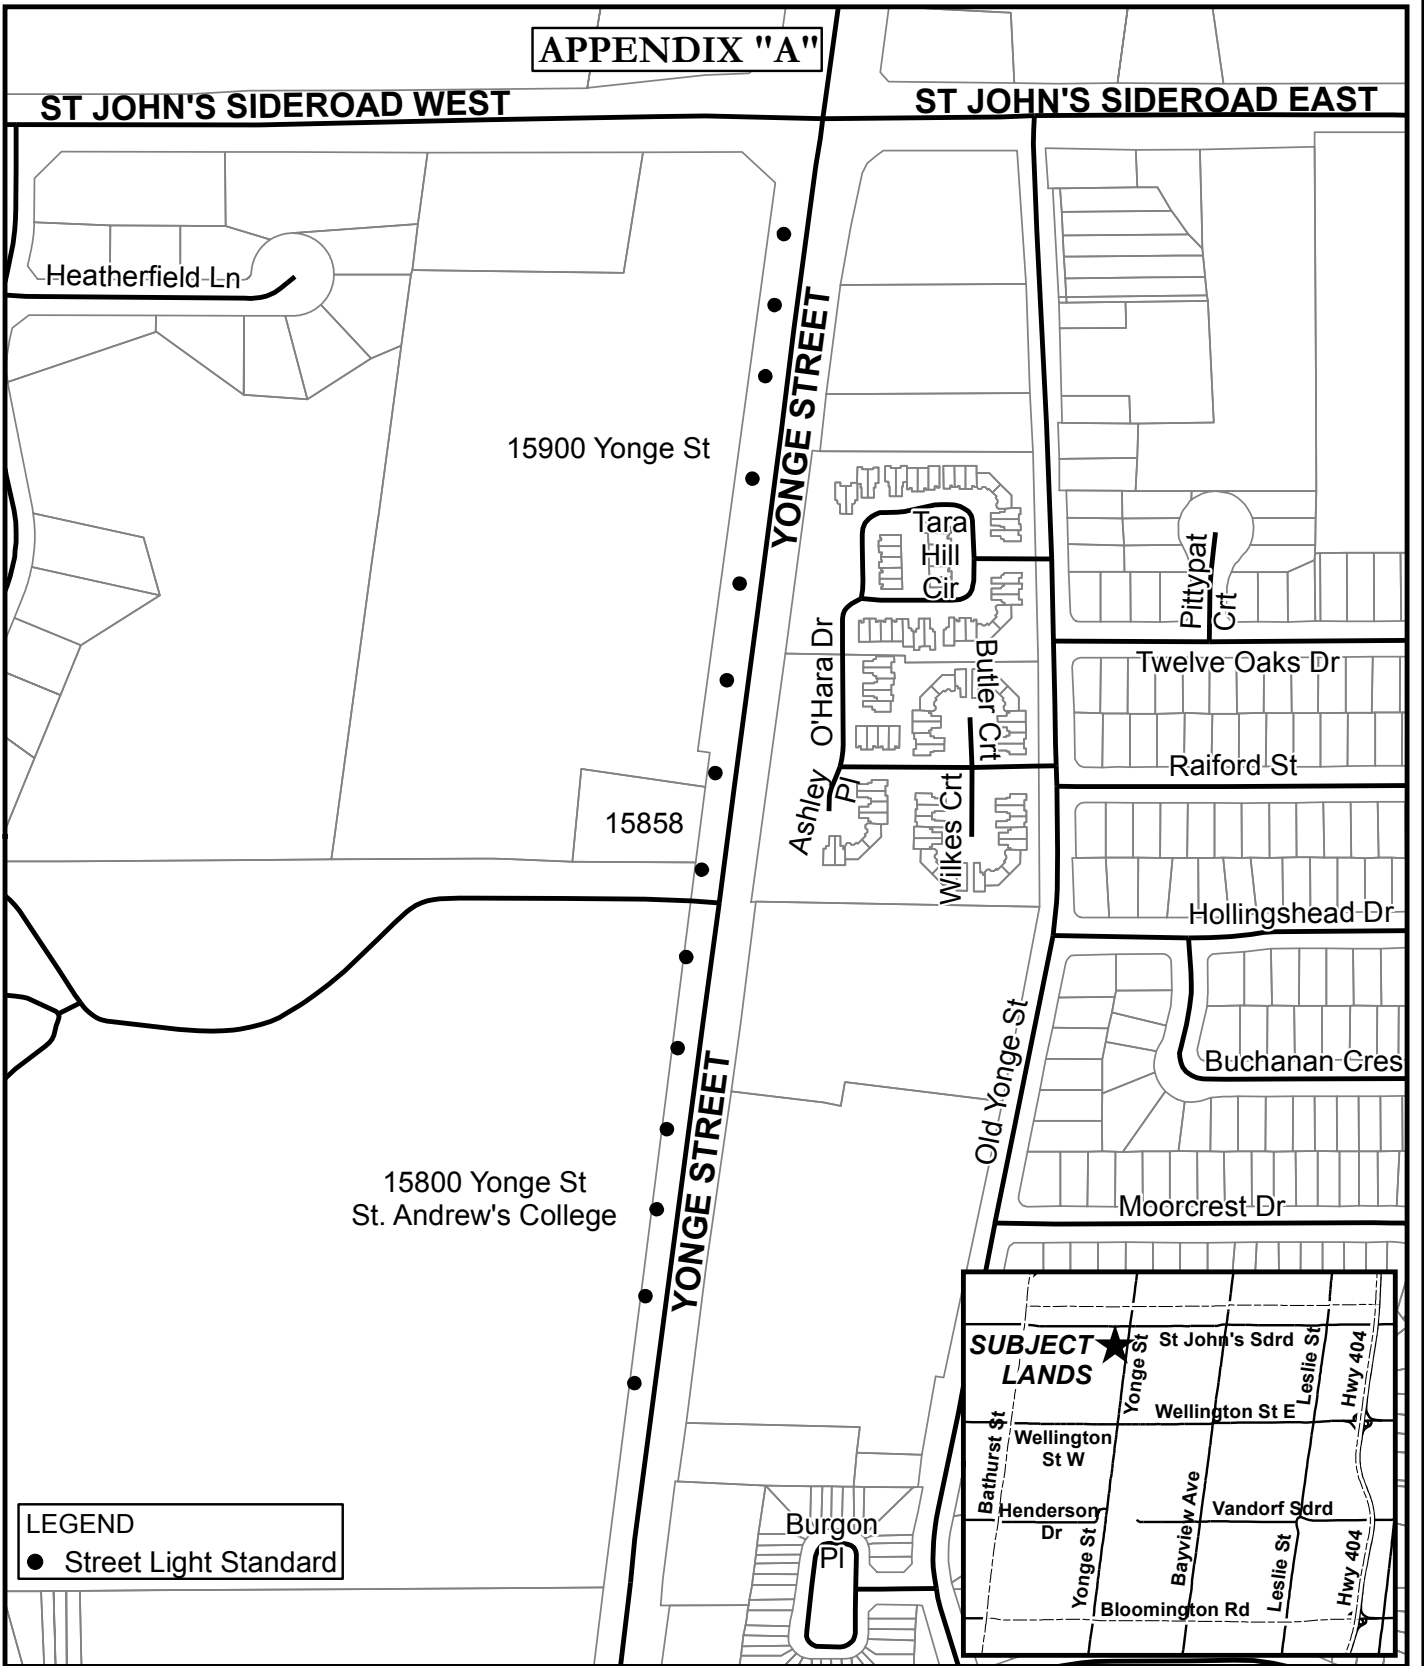 APPENDIX "A"
ST JOHN'S SIDEROAD WEST
ST JOHN'S SIDEROAD EAST
Heatherfield Ln
YONGE STREET
15900 Yonge St
Tara
Hill
Cir
Pittypat
Crt
O'Hara Dr
Butler Crt
Twelve Oaks Dr
Raiford St
Ashley
Pl
15858
Wilkes Crt
Hollingshead Dr
Old Yonge St
Buchanan Cres
YONGE STREET
15800 Yonge St
St. Andrew's College
Moorcrest Dr
SUBJECT
LANDS
St John's Sdrd
Yonge St
Leslie St
Hwy 404
Wellington St E
Bathurst St
Wellington
St W
Henderson
Dr
Yonge St
Bayview Ave
Vandorf Sdrd
Leslie St
Hwy 404
Bloomington Rd
Burgon
Pl
LEGEND
Street Light Standard